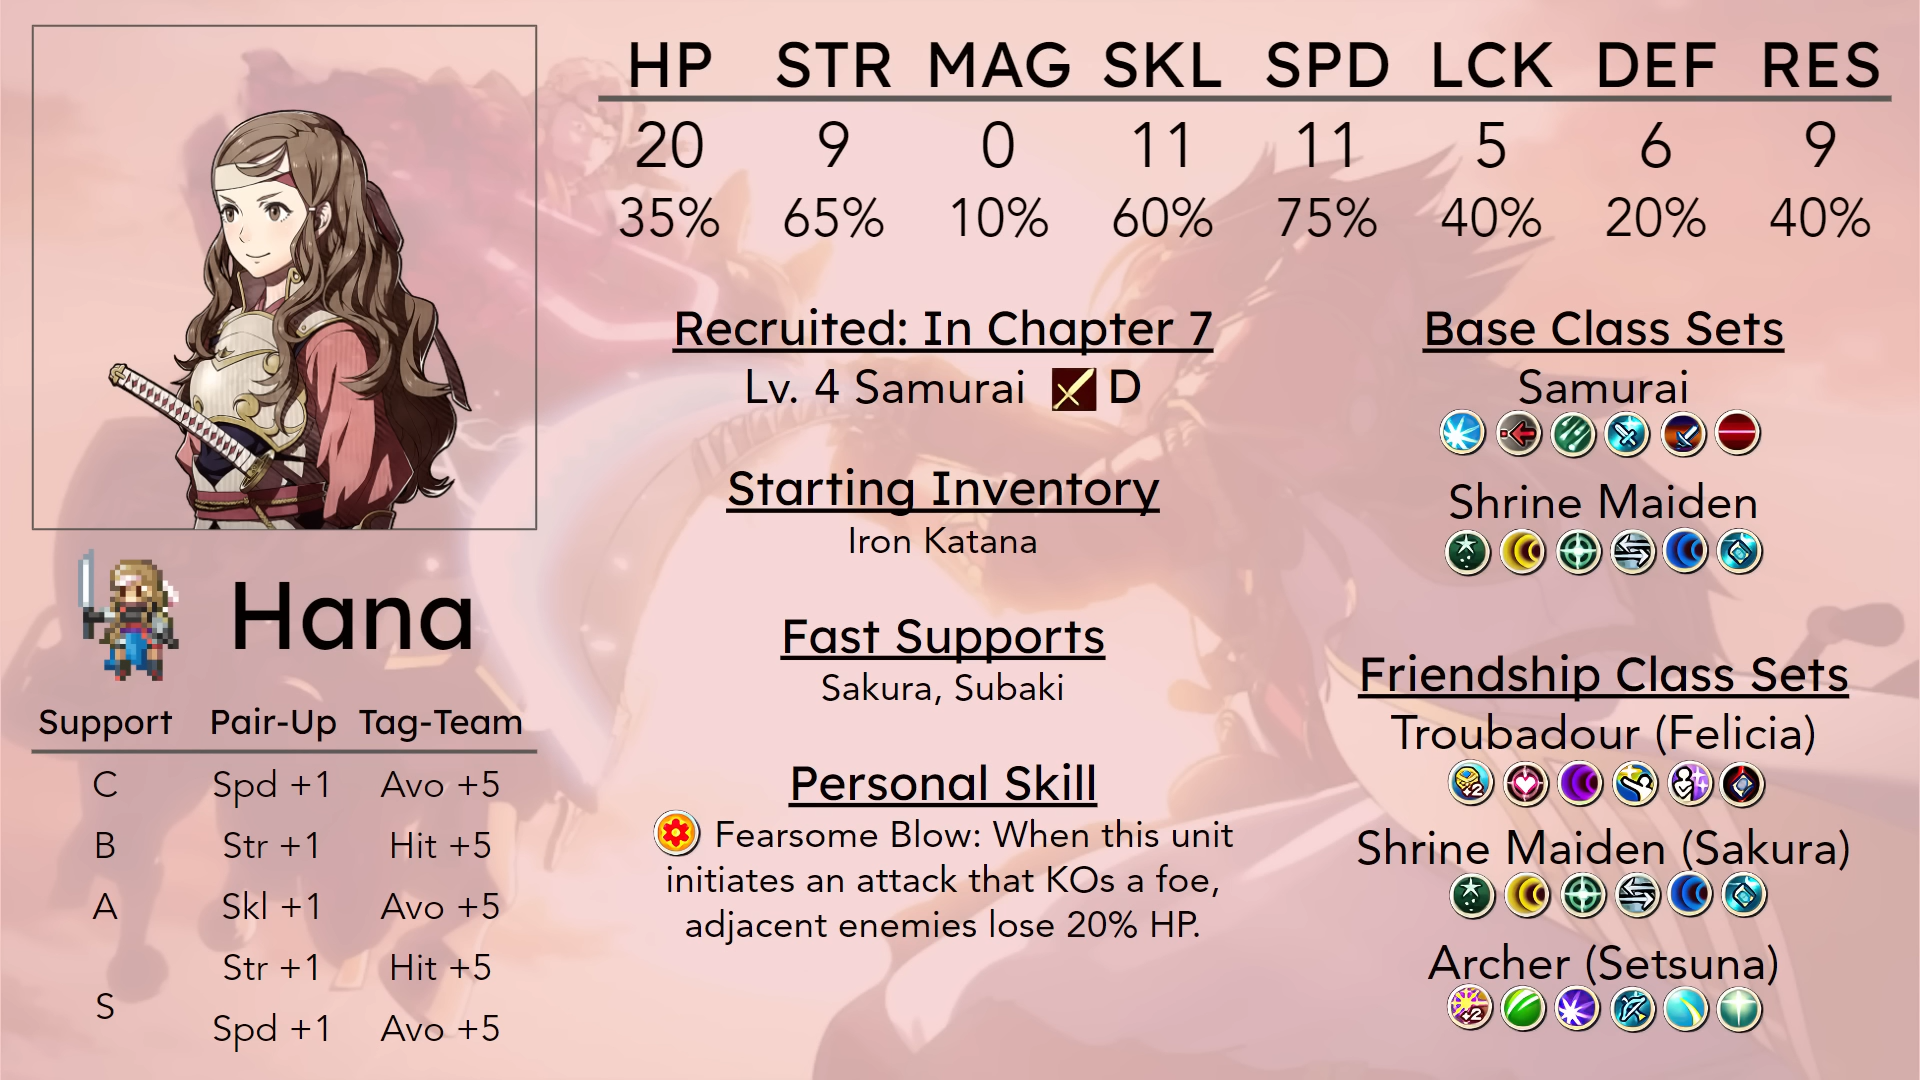 HP STR MAG SKL SPD LCK DEF RES
20 9 0 11 11 5 6 9
35% 65% 10% 60% 75% 40% 20% 40%
Hana
Support Pair-Up Tag-Team
C Spd +1 Avo +5
B Str +1 Hit +5
A Skl +1 Avo +5
S Str +1 Hit +5
Spd +1 Avo +5
Recruited: In Chapter 7
Lv. 4 Samurai D
Starting Inventory
Iron Katana
Fast Supports
Sakura, Subaki
Personal Skill
Fearsome Blow: When this unit
initiates an attack that KOs a foe,
adjacent enemies lose 20% HP.
Base Class Sets
Samurai
Shrine Maiden
Friendship Class Sets
Troubadour (Felicia)
+2
Shrine Maiden (Sakura)
Archer (Setsuna)
+2